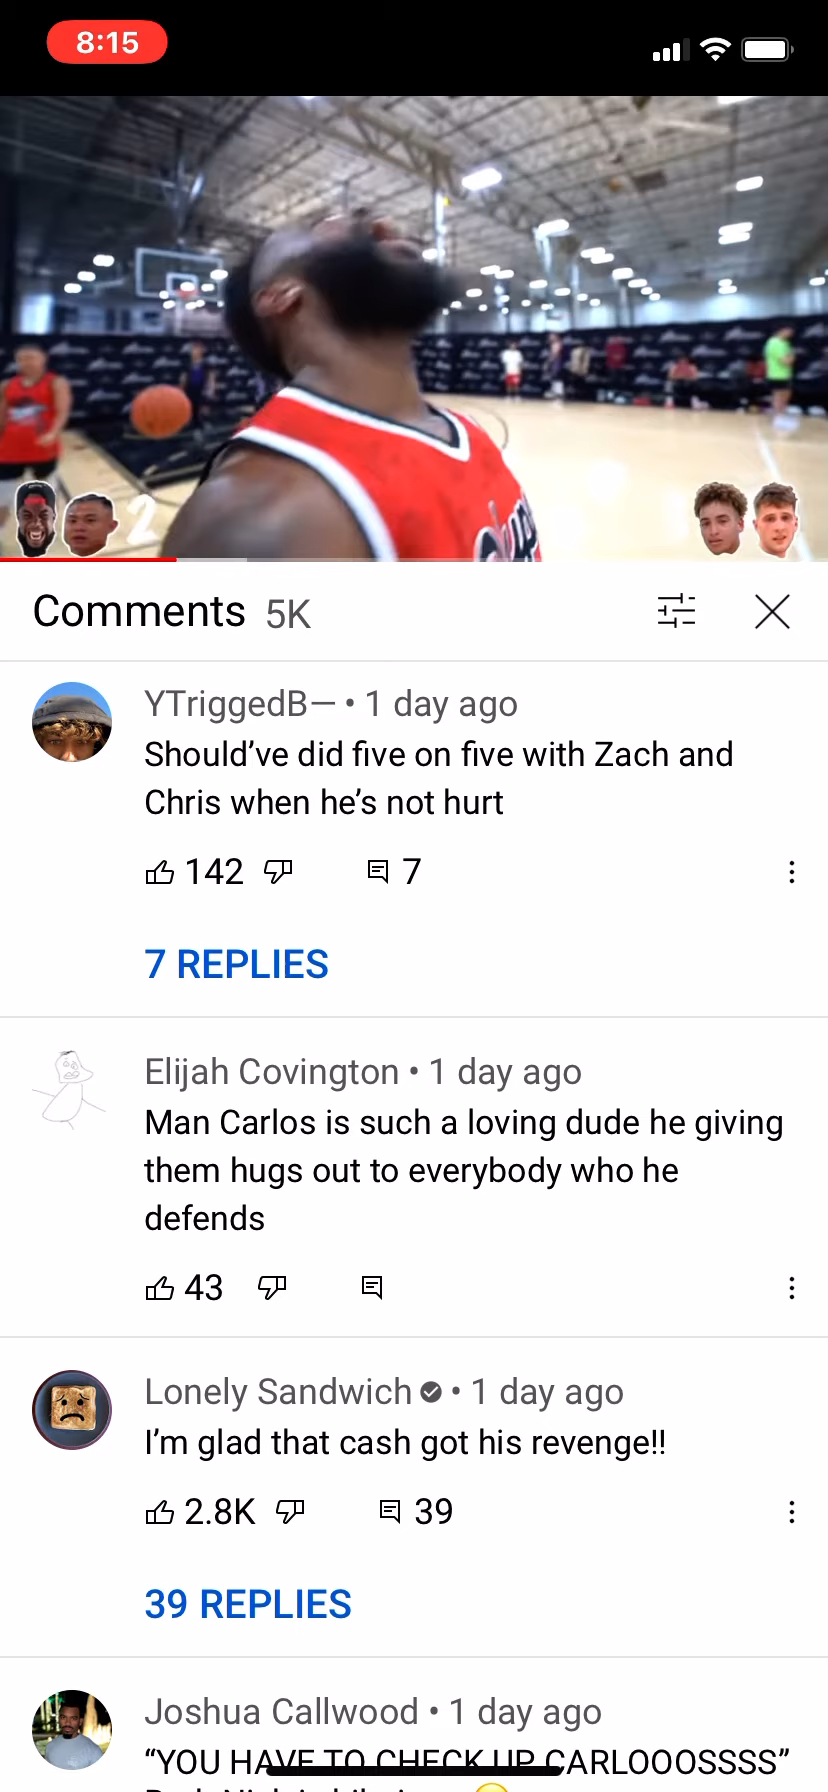 8:15
2
Comments 5K
YTriggedB— • 1 day ago
Should’ve did five on five with Zach and
Chris when he’s not hurt
142 7
7 REPLIES
Elijah Covington • 1 day ago
Man Carlos is such a loving dude he giving
them hugs out to everybody who he
defends
43
Lonely Sandwich • 1 day ago
I’m glad that cash got his revenge!!
2.8K 39
39 REPLIES
Joshua Callwood • 1 day ago
“YOU HAVE TO CHECK UP CARLOOOSSSS”